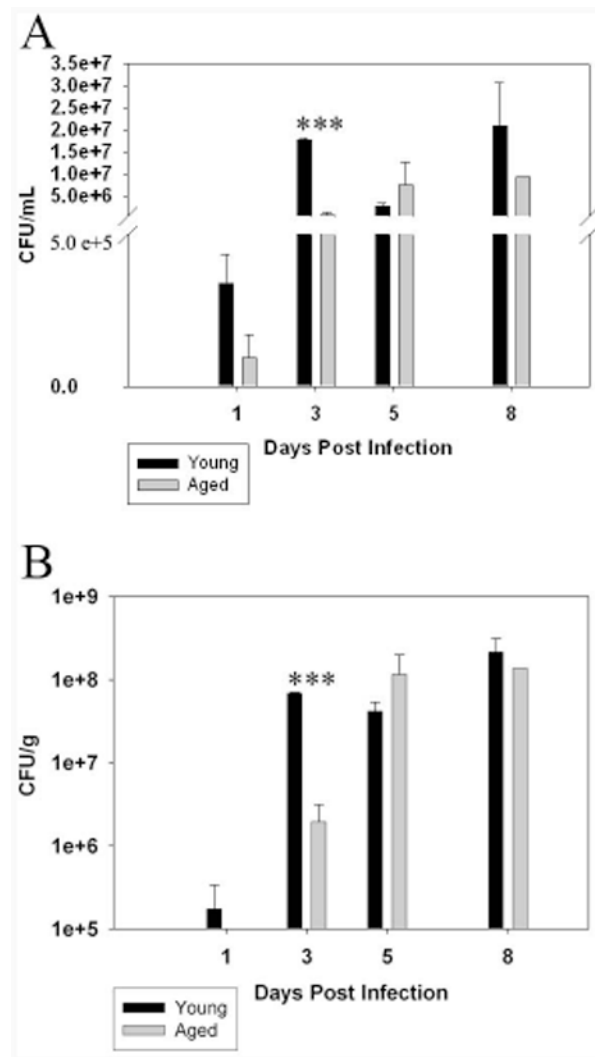 A
3.5e+7
3.0e+7
2.5e+7
2.0e+7
1.5e+7
1.0e+7
5.0e+6
5.0 e+5
0.0
CFU/mL
***
1 3 5 8
Days Post Infection
Young
Aged
B
1e+9
1e+8
1e+7
1e+6
1e+5
CFU/g
***
1 3 5 8
Days Post Infection
Young
Aged